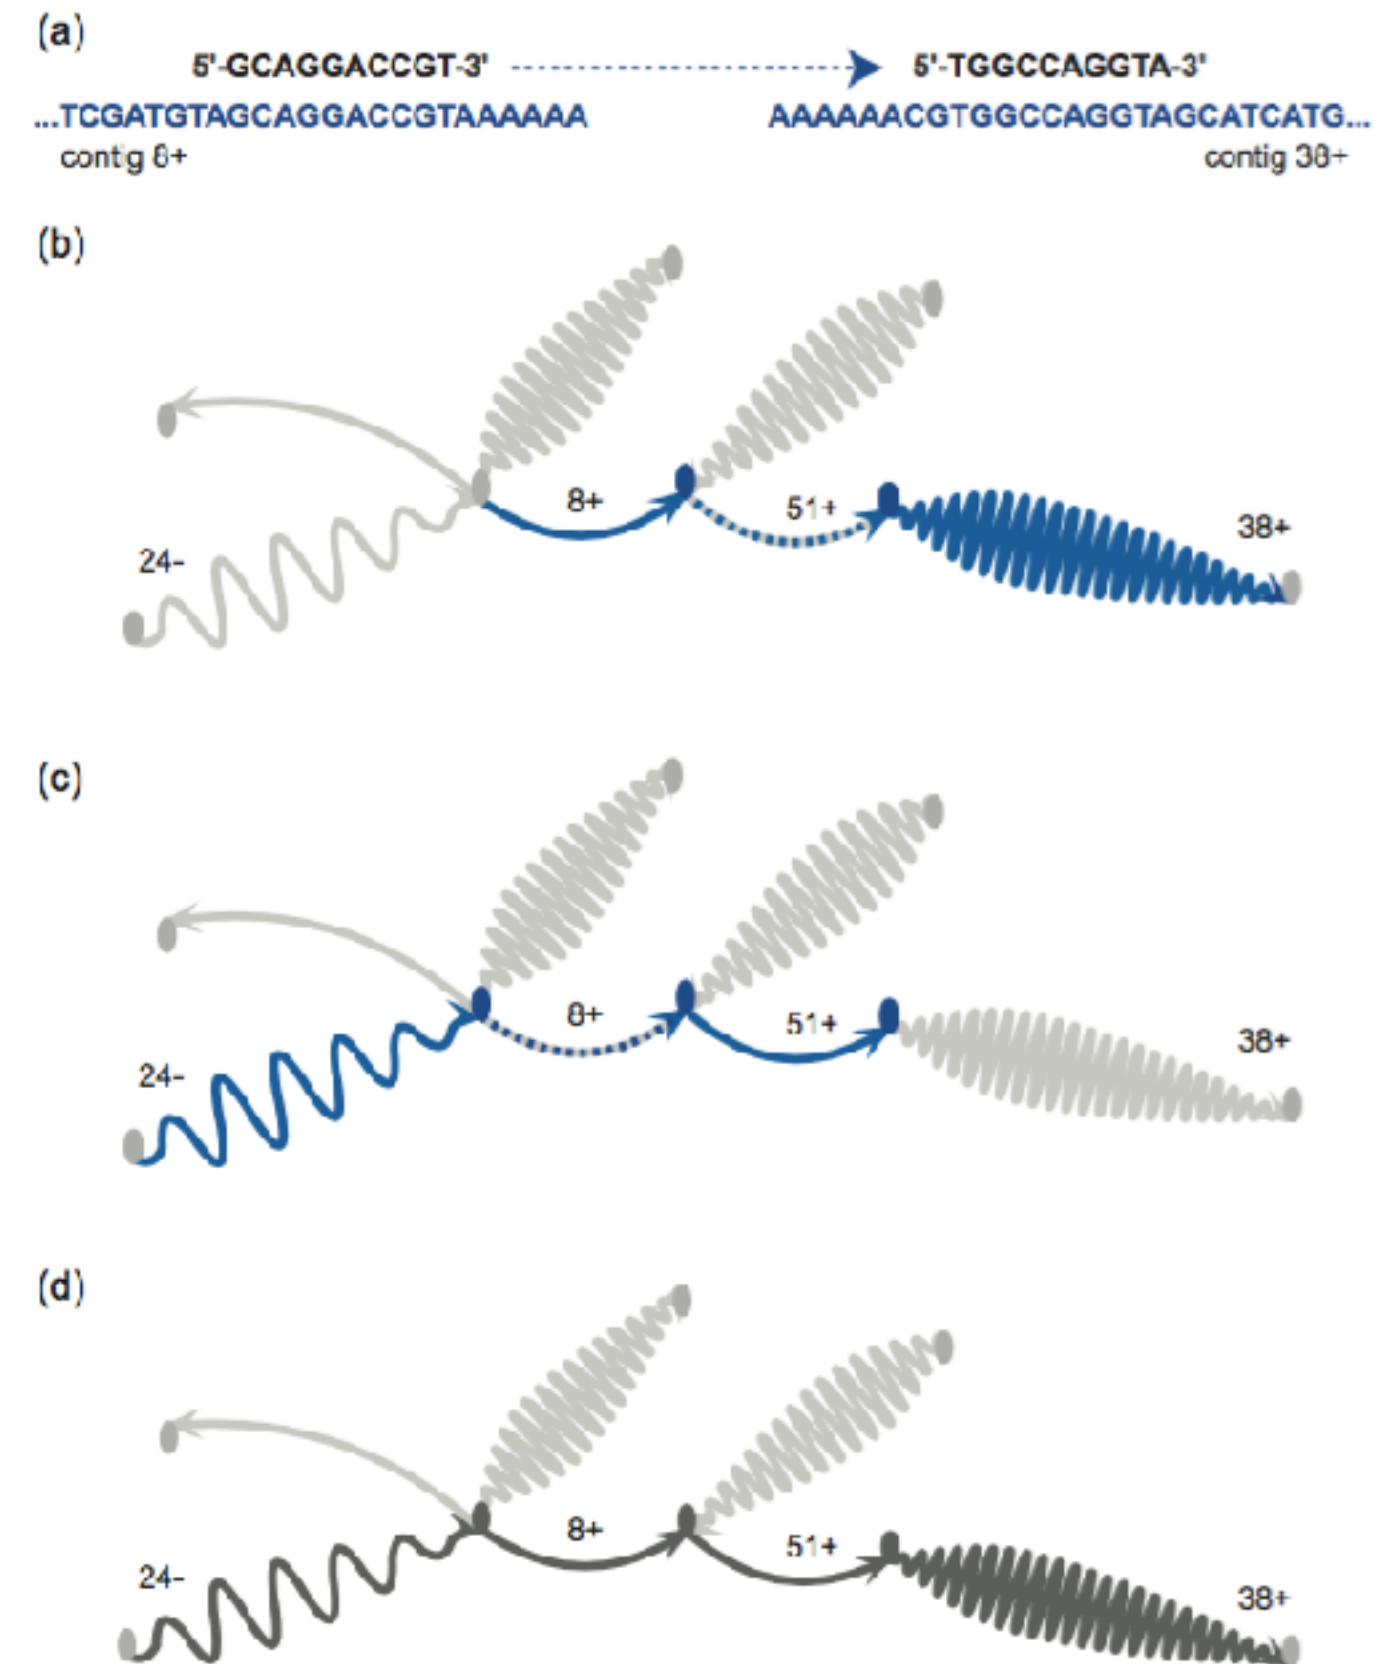 (a)
5'-GCAGGACCGT-3' 5'-TGGCCAGGTA-3'
...TCGATGTAGCAGGACCGTAAAAAA AAAAAACGTGGCCAGGTAGCATCATG...
contig 8+ contig 38+
(b)
8+
51+
38+
24-
(c)
8+
51+
38+
24-
(d)
8+
51+
24-
38+